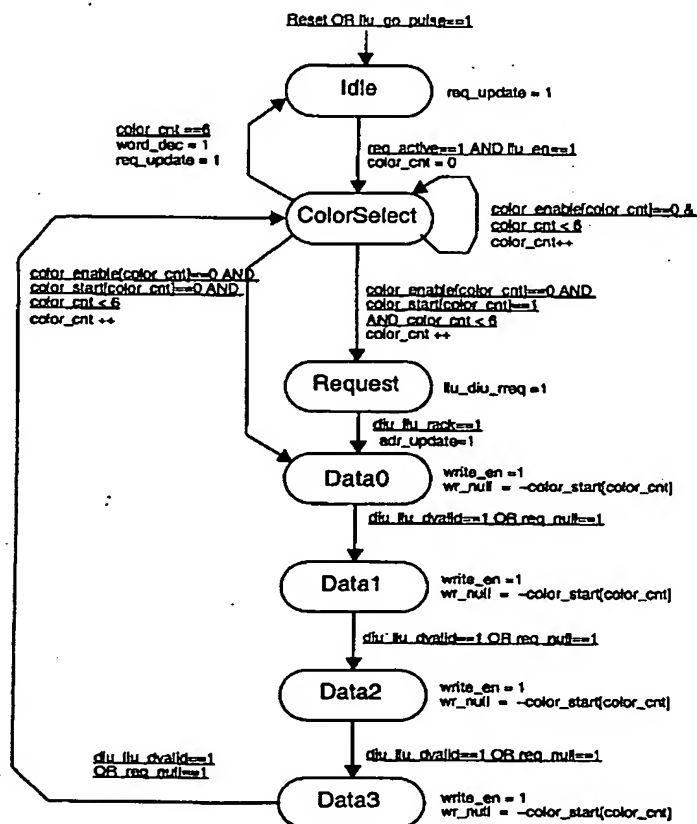 Reset OR llu_go_pulse==1
Idle
req_update = 1
color_cnt ==6
word_dec = 1
req_update = 1
req_active==1 AND llu_en==1
color_cnt = 0
ColorSelect
color_enable[color_cnt]==0 &
color_cnt < 6
color_cnt++
color_enable[color_cnt]==0 AND
color_start[color_cnt]==0 AND
color_cnt < 6
color_cnt ++
color_enable[color_cnt]==0 AND
color_start[color_cnt]==1
AND color_cnt < 6
color_cnt ++
Request
llu_diu_rreq =1
diu_llu_rack==1
adr_update=1
Data0
write_en =1
wr_null = ~color_start[color_cnt]
diu_llu_dvalid==1 OR req_null==1
Data1
write_en =1
wr_null = ~color_start[color_cnt]
diu_llu_dvalid==1 OR req_null==1
Data2
write_en = 1
wr_null = ~color_start[color_cnt]
diu_llu_dvalid==1 OR req_null==1
diu_llu_dvalid==1
OR req_null==1
Data3
write_en = 1
wr_null = ~color_start[color_cnt]